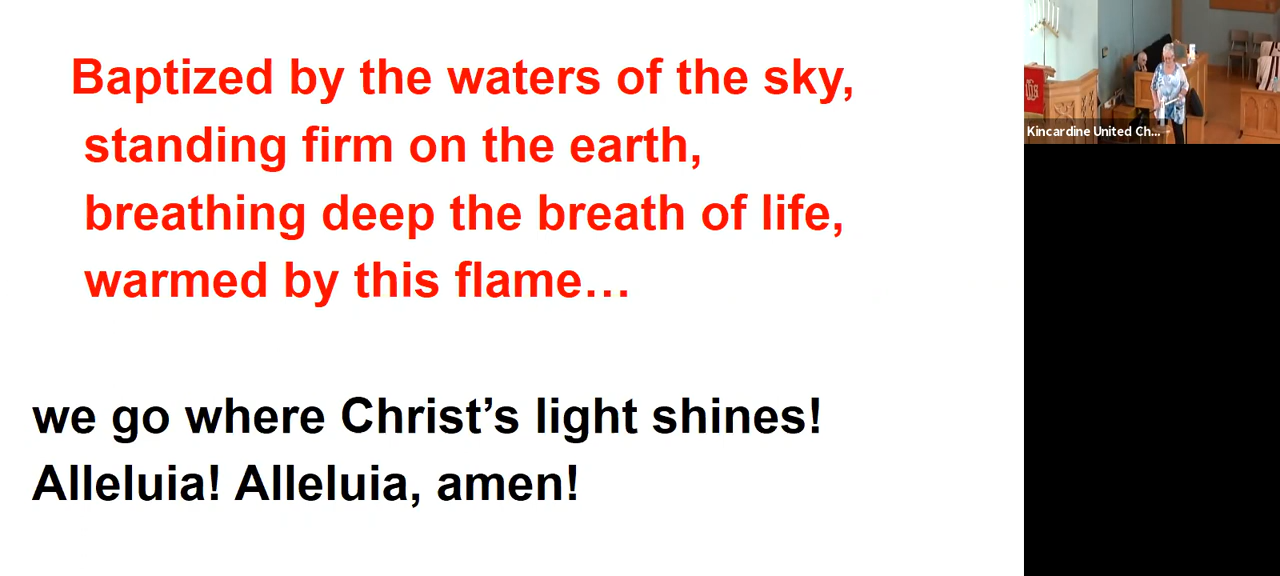 Baptized by the waters of the sky,
standing firm on the earth,
breathing deep the breath of life,
warmed by this flame…
we go where Christ’s light shines!
Alleluia! Alleluia, amen!
Kincardine United Ch...